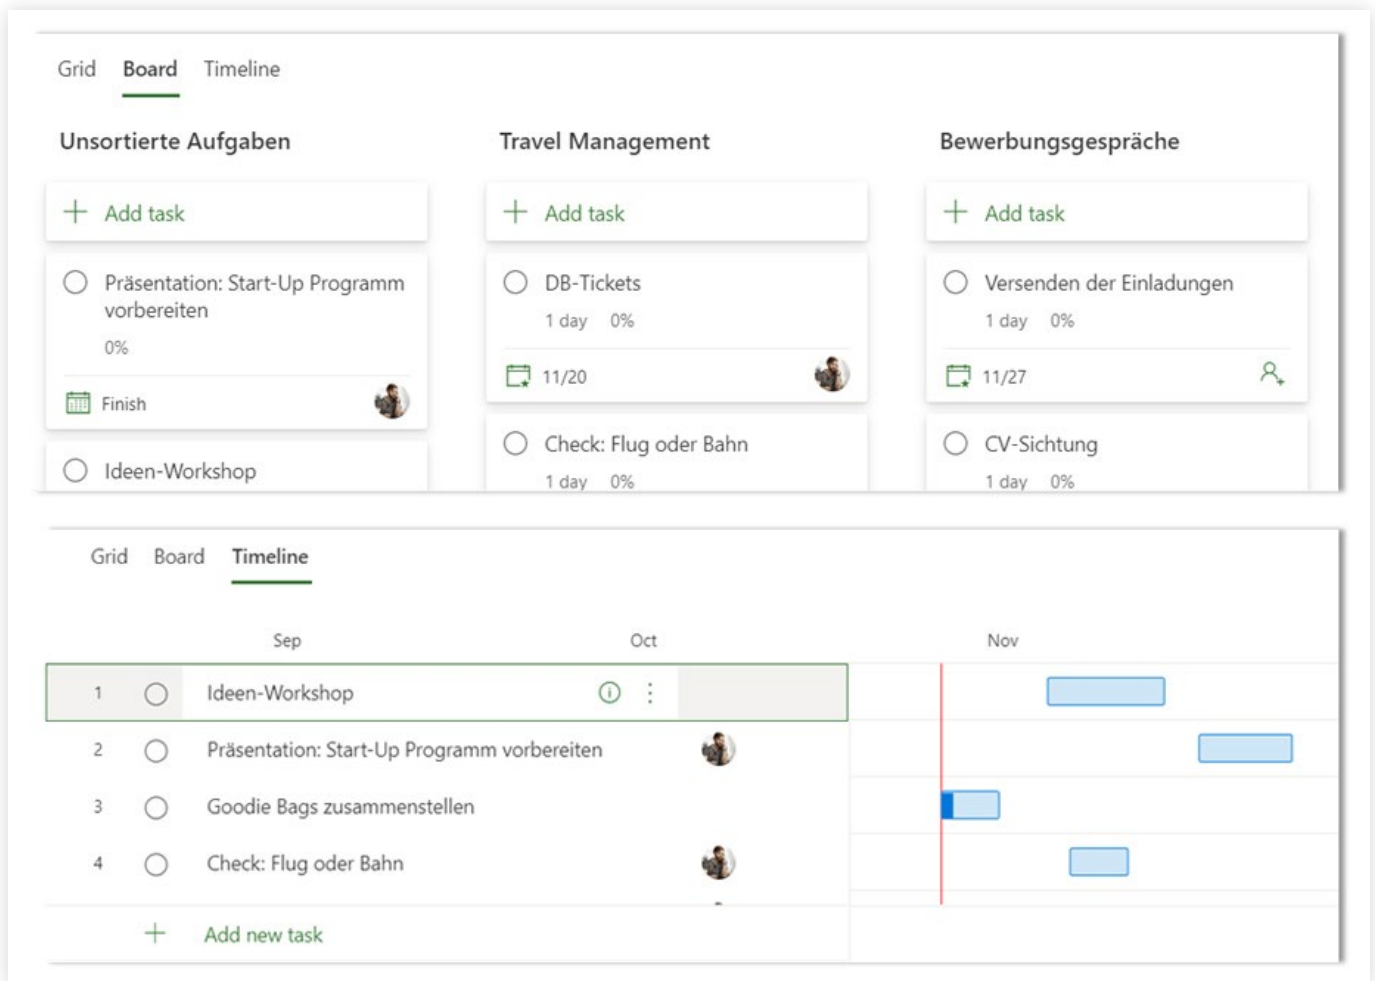 Grid Board Timeline
Unsortierte Aufgaben
Add task
Präsentation: Start-Up Programm
vorbereiten
0%
Finish
Ideen-Workshop
Travel Management
Add task
DB-Tickets
1 day 0%
11/20
Check: Flug oder Bahn
1 day 0%
Bewerbungsgespräche
Add task
Versenden der Einladungen
1 day 0%
11/27
CV-Sichtung
1 day 0%
Grid Board Timeline
Sep Oct Nov
1 Ideen-Workshop
2 Präsentation: Start-Up Programm vorbereiten
3 Goodie Bags zusammenstellen
4 Check: Flug oder Bahn
Add new task